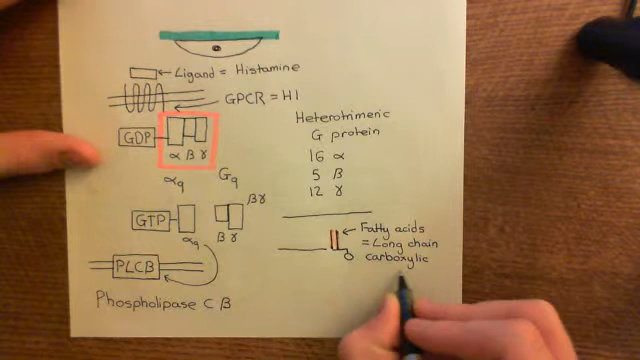 Ligand = Histamine
GPCR = H1
GDP
α β γ
αq
Gq
GTP
αq
β γ
βγ
PLCβ
Phospholipase C β
Heterotrimeric
G protein
16 α
5 β
12 γ
Fatty acids
= Long chain
carboxylic